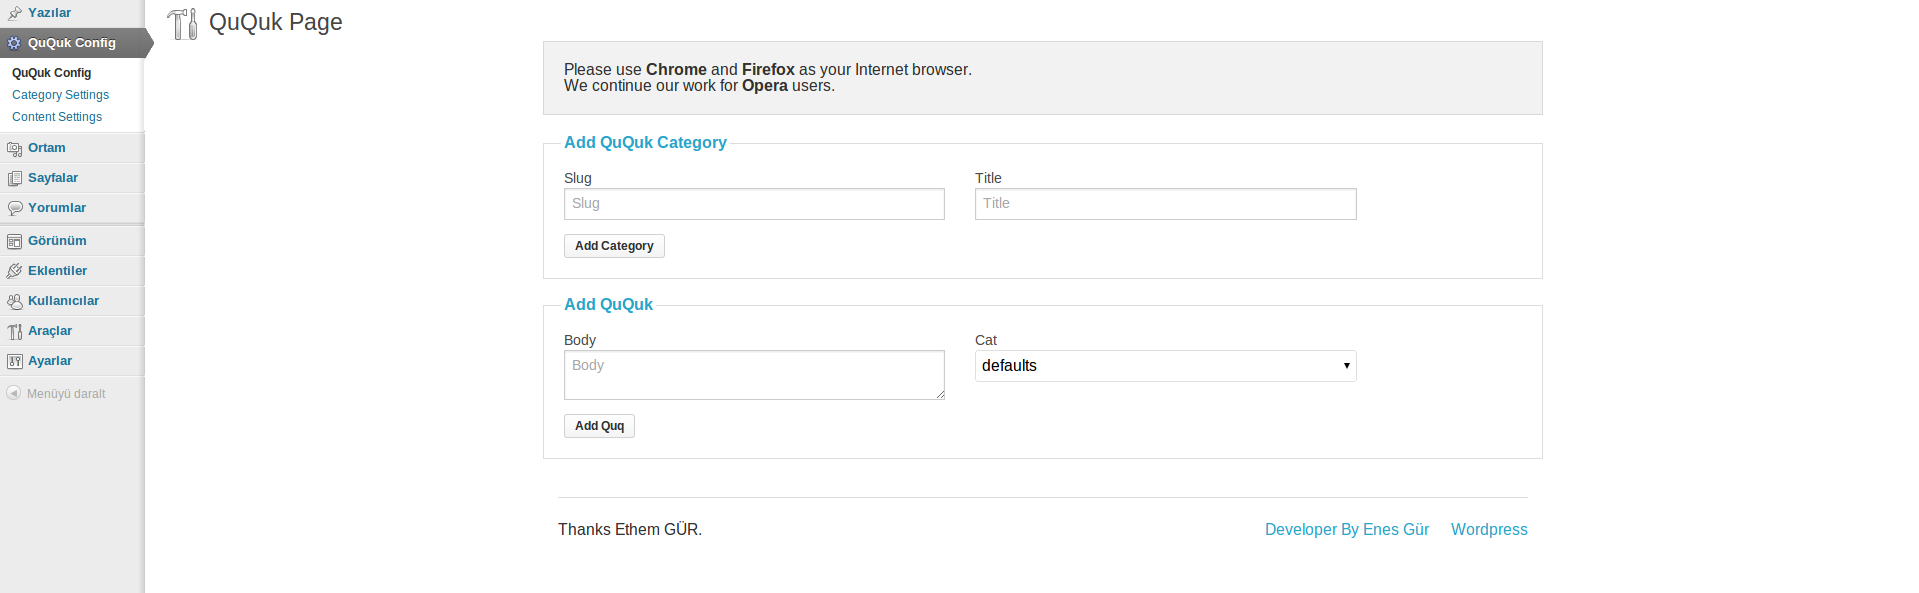 Yazılar
QuQuk Config
QuQuk Config
Category Settings
Content Settings
Ortam
Sayfalar
Yorumlar
Görünüm
Eklentiler
Kullanıcılar
Araçlar
Ayarlar
Menüyü daralt
QuQuk Page
Please use Chrome and Firefox as your Internet browser.
We continue our work for Opera users.
Add QuQuk Category
Slug Title
Slug Title
Add Category
Add QuQuk
Body Cat
Body defaults
Add Quq
Thanks Ethem GÜR. Developer By Enes Gür Wordpress